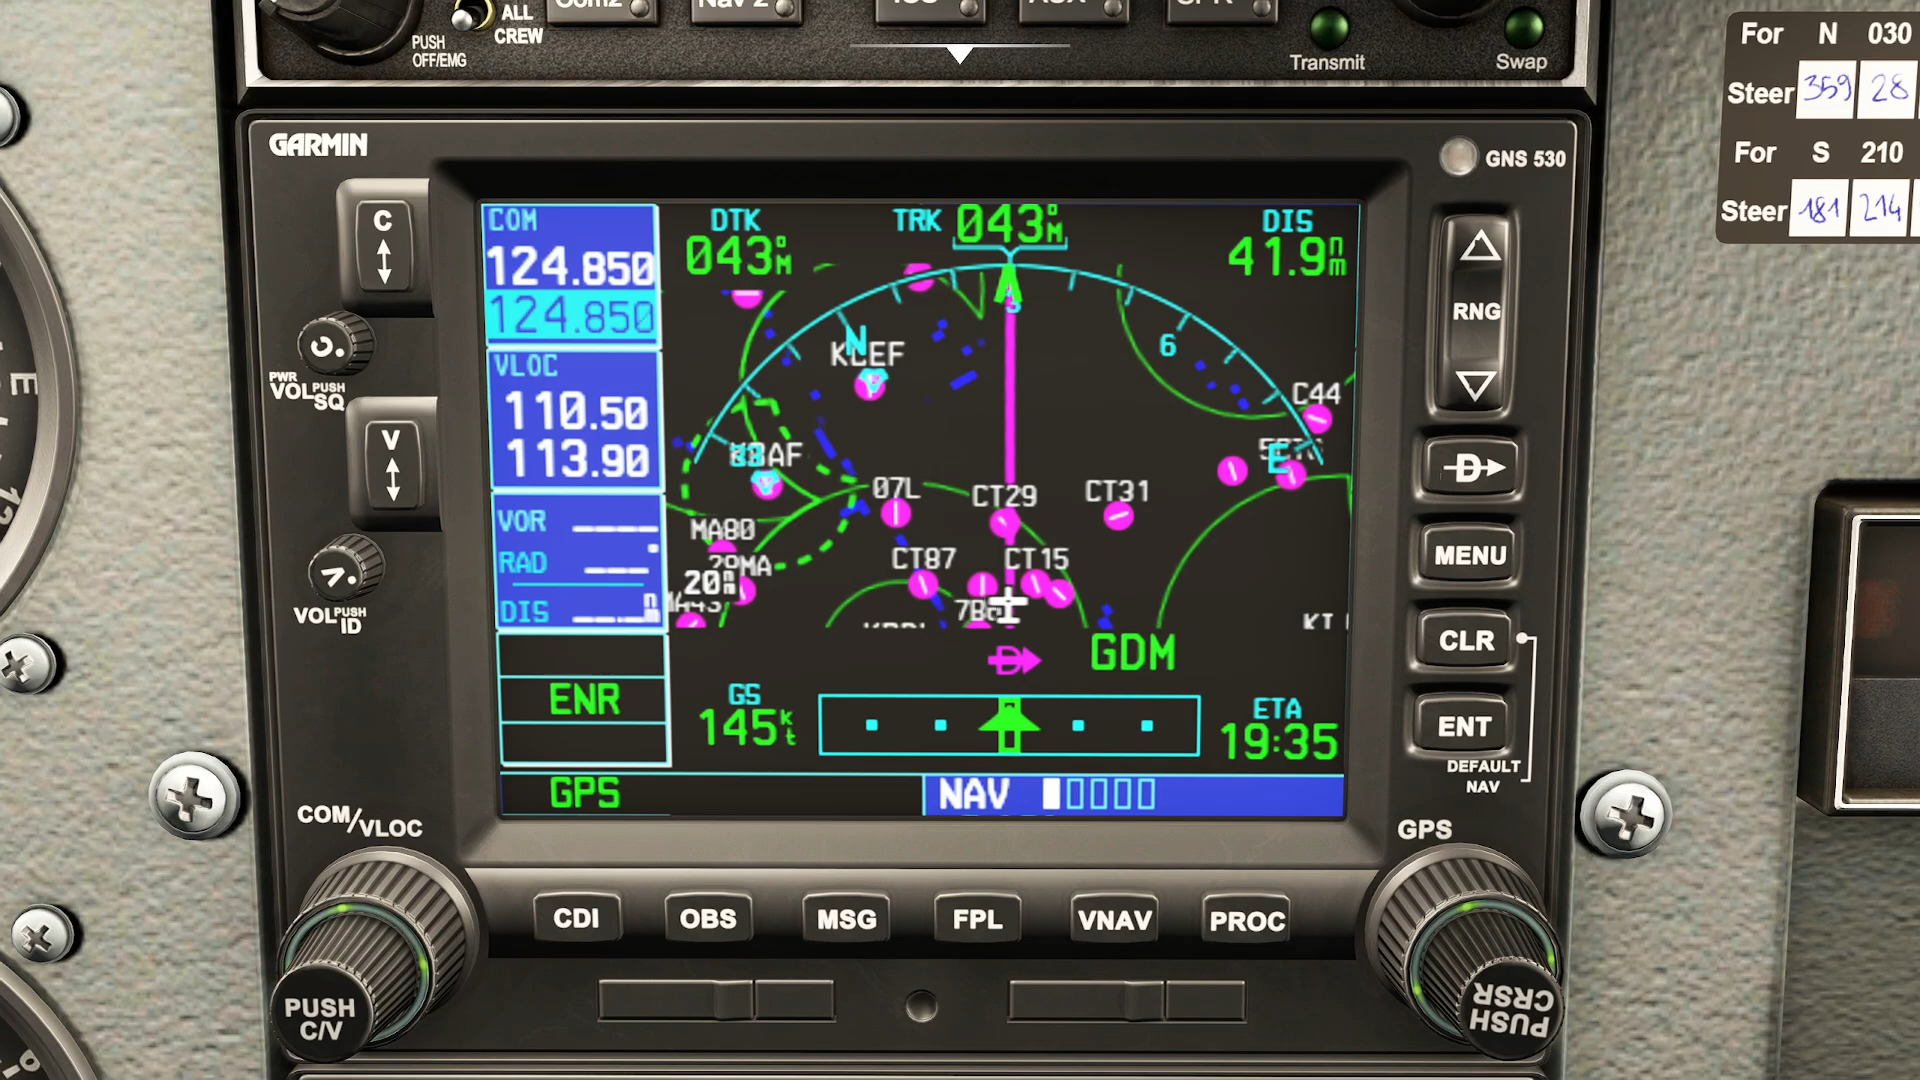 ALL
CREW
PUSH
OFF/EMG
Transmit
Swap
For N 030
Steer 359 28
For S 210
Steer 181 214
GARMIN
GNS 530
C
PWR
VOL PUSH
SQ
V
VOL PUSH
ID
COM
124.850
124.850
VLOC
110.50
113.90
VOR
RAD
DIS
ENR
GPS
DTK
043°M
TRK 043°M
DIS
41.9nm
N
6
E
C44
07L
CT29
CT31
MA80
CT87
CT15
20nm
GDM
GS
145kt
ETA
19:35
NAV
RNG
D
MENU
CLR
ENT
DEFAULT
NAV
COM/VLOC
GPS
CDI OBS MSG FPL VNAV PROC
PUSH
C/V
PUSH
CRSR